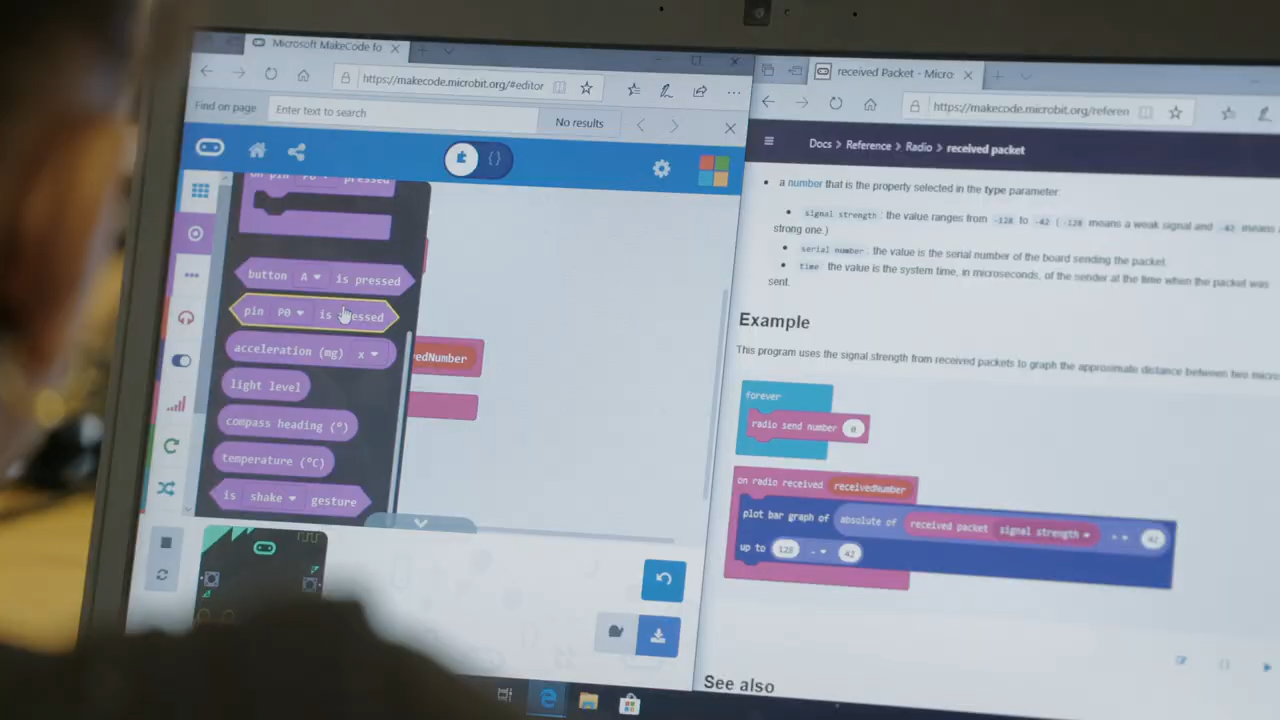 Microsoft MakeCode fo
https://makecode.microbit.org/#editor
Find on page
Enter text to search
No results
on pin P0 pressed
button A is pressed
pin P0 is pressed
acceleration (mg) x
light level
compass heading (°)
temperature (°C)
is shake gesture
edNumber
received Packet - Micro
https://makecode.microbit.org/referen
Docs > Reference > Radio > received packet
a number that is the property selected in the type parameter:
signal strength : the value ranges from -128 to -42 ( -128 means a weak signal and -42 means a
strong one.)
serial number : the value is the serial number of the board sending the packet.
time : the value is the system time, in microseconds, of the sender at the time when the packet was
sent.
Example
This program uses the signal strength from received packets to graph the approximate distance between two micro
forever
radio send number 0
on radio received receivedNumber
plot bar graph of absolute of received packet signal strength + 42
up to 128 - 42
See also